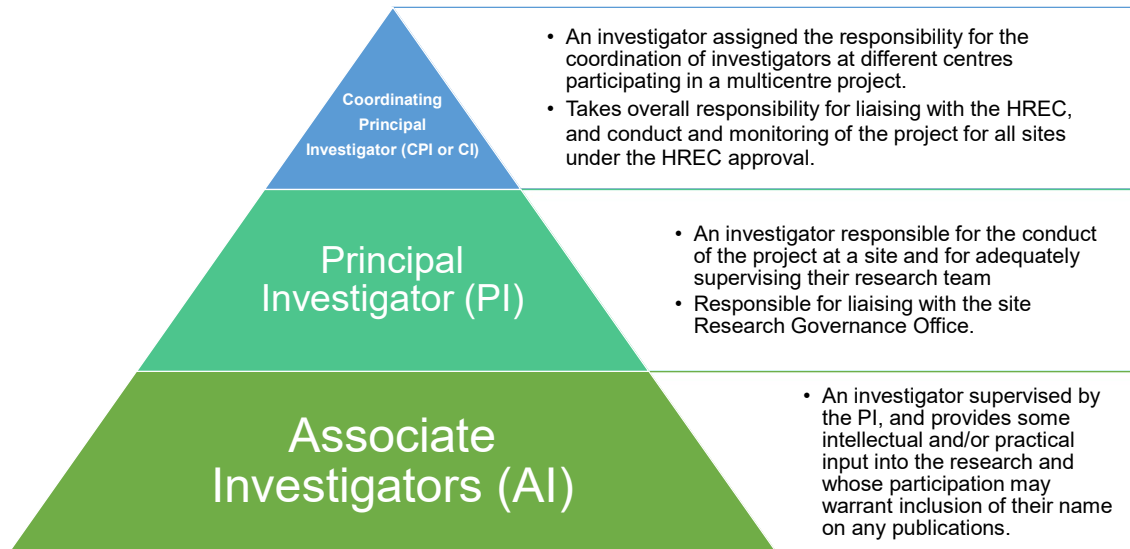 Coordinating
Principal
Investigator (CPI or CI)
• An investigator assigned the responsibility for the
coordination of investigators at different centres
participating in a multicentre project.
• Takes overall responsibility for liaising with the HREC,
and conduct and monitoring of the project for all sites
under the HREC approval.
Principal
Investigator (PI)
• An investigator responsible for the conduct
of the project at a site and for adequately
supervising their research team
• Responsible for liaising with the site
Research Governance Office.
Associate
Investigators (AI)
• An investigator supervised by
the PI, and provides some
intellectual and/or practical
input into the research and
whose participation may
warrant inclusion of their name
on any publications.